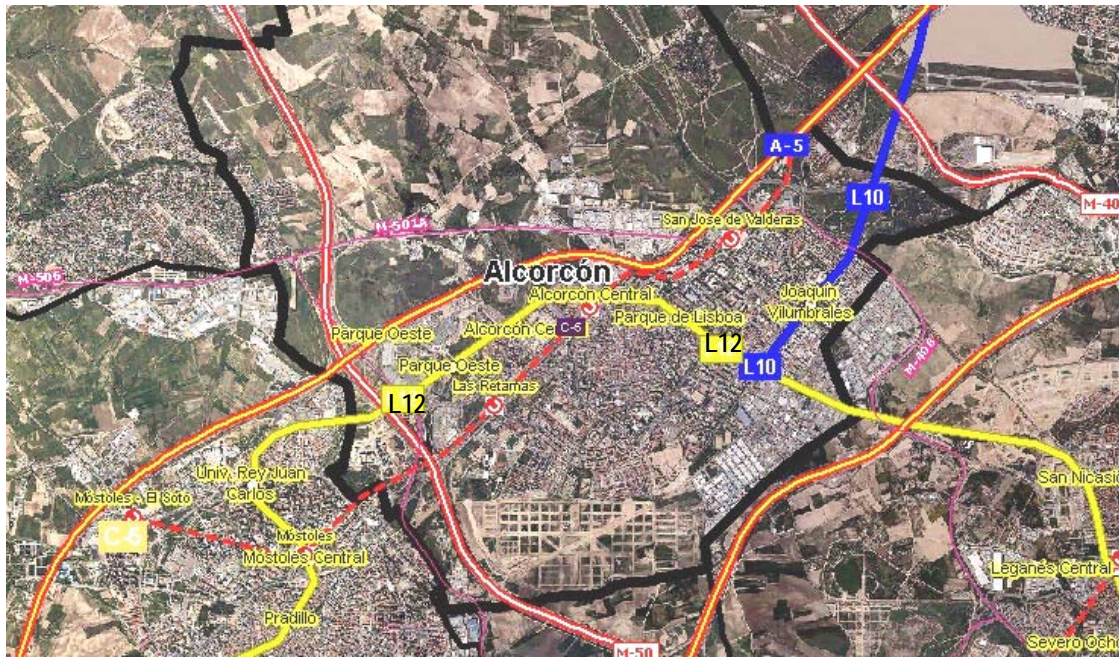 A-5
L10
M-40
San Jose de Valderas
M-501A
M-506
Alcorcón
Alcorcón Central
Joaquin
Vilumbrales
Parque de Lisboa
Parque Oeste
Alcorcón Ce
C-5
L12
L10
Parque Oeste
Las Retamas
M-406
L12
Univ. Rey Juan
Carlos
Móstoles - El Soto
San Nicasio
C-5
Móstoles
Móstoles Central
Leganés Central
Pradillo
Severo Ocho
M-50